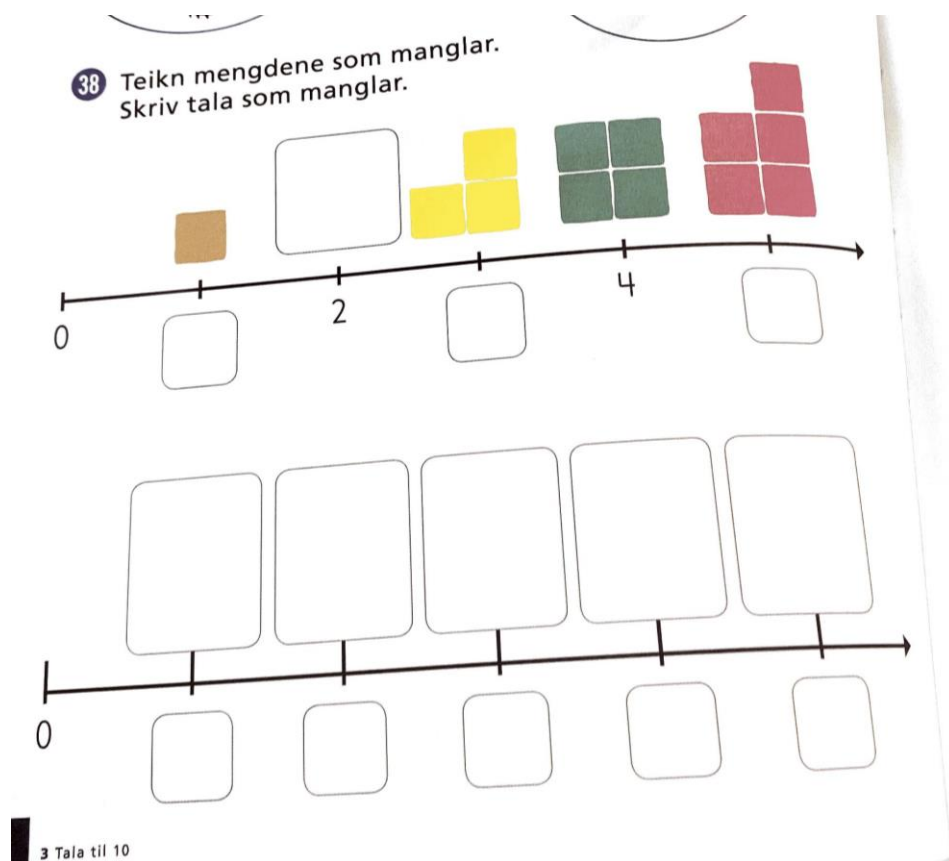 38 Teikn mengdene som manglar.
Skriv tala som manglar.
0 2 4
0
3 Tala til 10